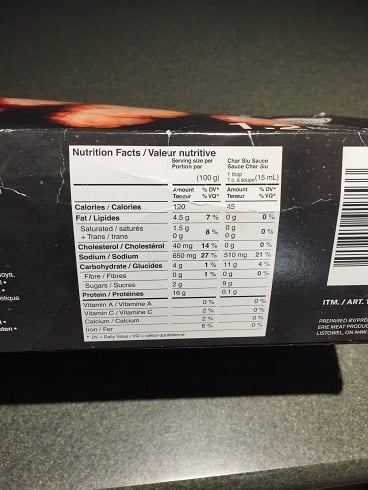 Nutrition Facts / Valeur nutritive
Serving size per
Portion par
(100 g)
Char Siu Sauce
Sauce Char Siu
1 tbsp
1 c. à soupe (15 mL)
Amount % DV* Amount % DV*
Teneur % VQ* Teneur % VQ*
Calories / Calories 120 45
Fat / Lipides 4.5 g 7 % 0 g 0 %
Saturated / saturés 1.5 g 8 % 0 g 0 %
+ Trans / trans 0 g 0 g
Cholesterol / Cholestérol 40 mg 14 % 0 g 0 %
Sodium / Sodium 650 mg 27 % 510 mg 21 %
Carbohydrate / Glucides 4 g 1 % 11 g 4 %
Fibre / Fibres 0 g 1 % 0 g 0 %
Sugars / Sucres 2 g 9 g
Protein / Protéines 16 g 0.1 g
Vitamin A / Vitamine A 0 % 0 %
Vitamin C / Vitamine C 2 % 0 %
Calcium / Calcium 2 % 0 %
Iron / Fer 6 % 0 %
* DV = Daily Value / VQ = valeur quotidienne
soya,
étique
ITM. / ART. 1
PREPARED BY/PRÉ
ERIE MEAT PRODUC
LISTOWEL, ON N4W